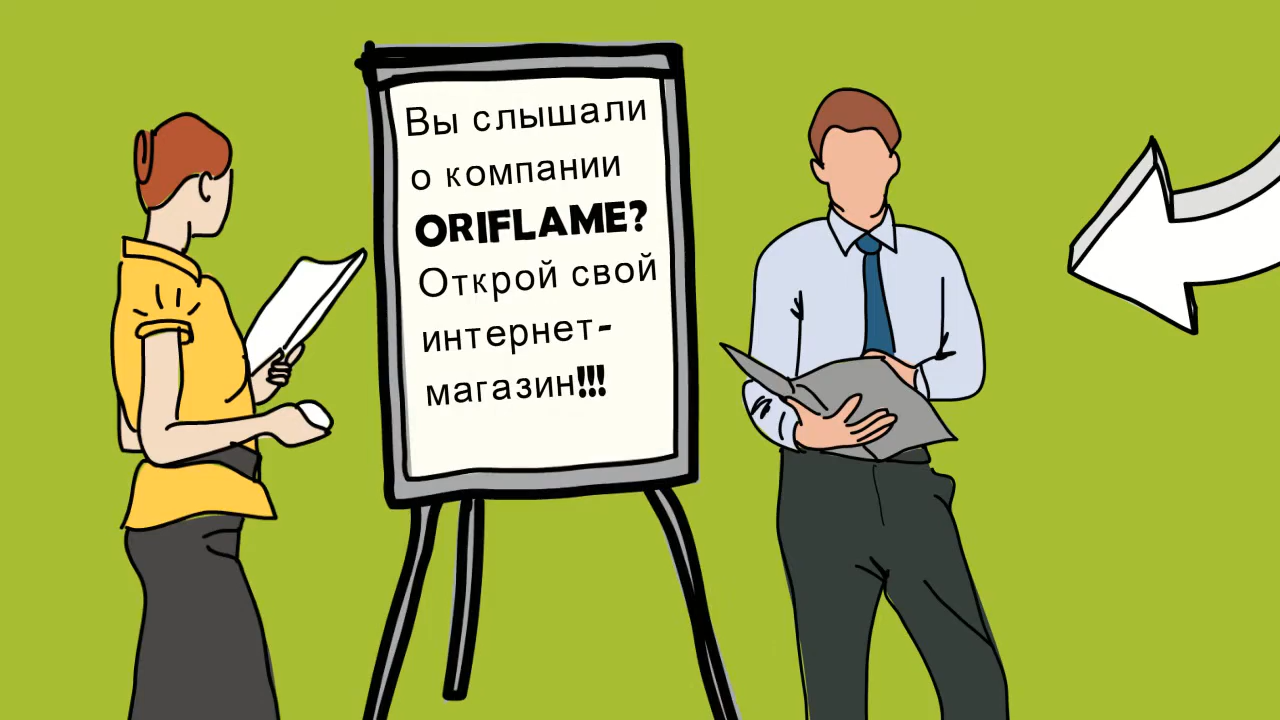 Вы слышали
о компании
ORIFLAME?
Открой свой
интернет-
магазин!!!